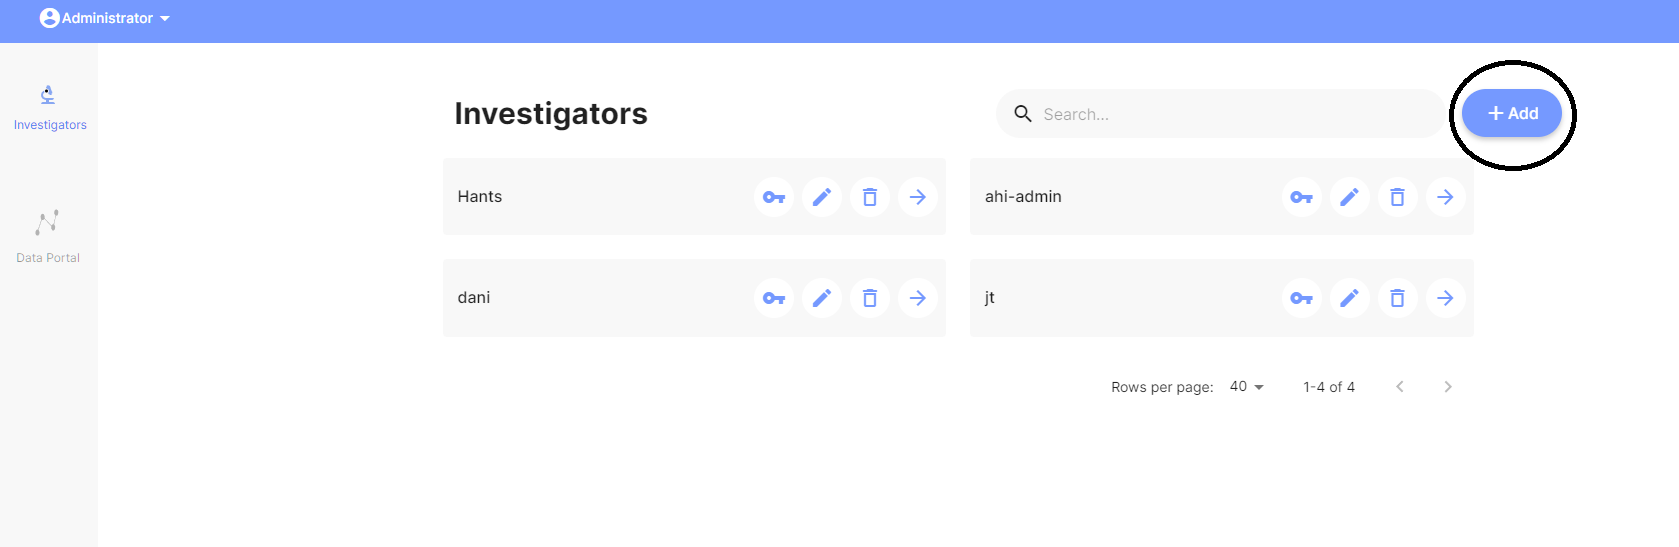 Administrator
Investigators
Data Portal
Investigators
Search...
+ Add
Hants
ahi-admin
dani
jt
Rows per page: 40 1-4 of 4